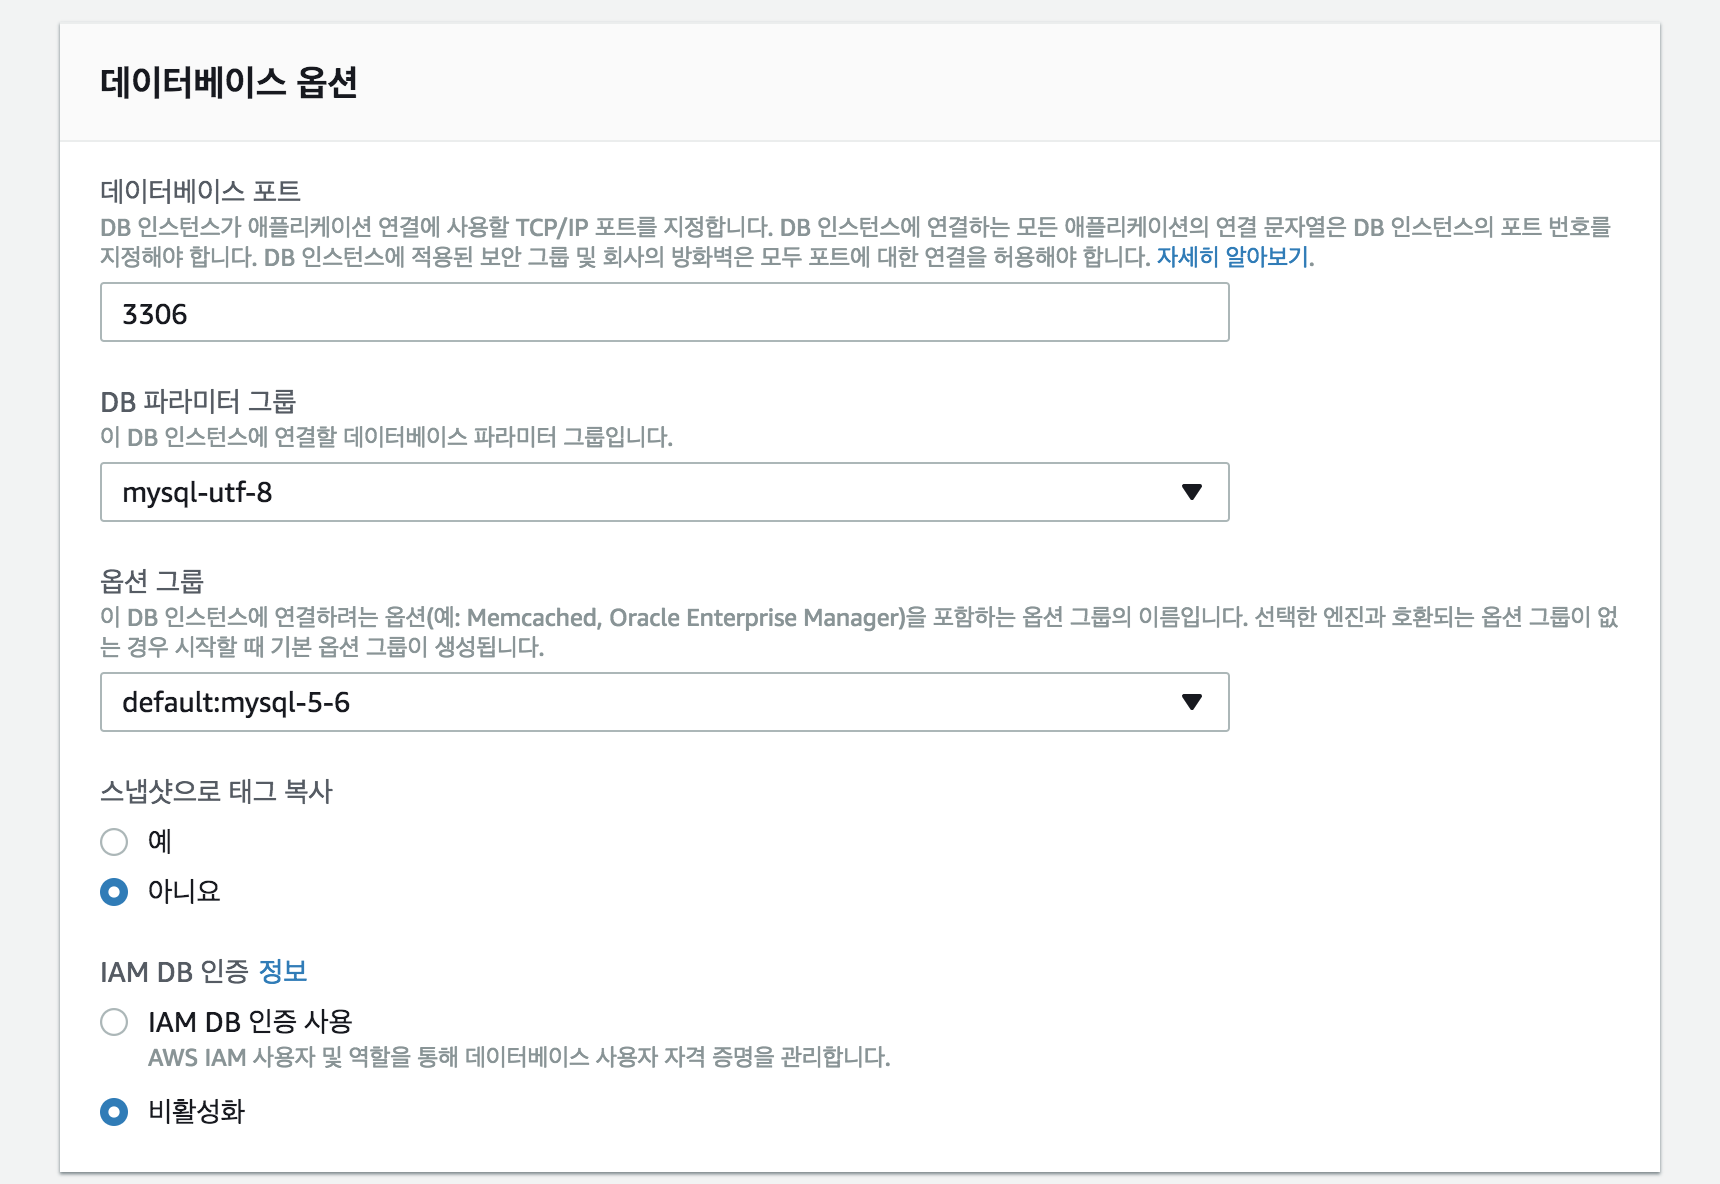 데이터베이스 옵션
데이터베이스 포트
DB 인스턴스가 애플리케이션 연결에 사용할 TCP/IP 포트를 지정합니다. DB 인스턴스에 연결하는 모든 애플리케이션의 연결 문자열은 DB 인스턴스의 포트 번호를
지정해야 합니다. DB 인스턴스에 적용된 보안 그룹 및 회사의 방화벽은 모두 포트에 대한 연결을 허용해야 합니다. 자세히 알아보기.
3306
DB 파라미터 그룹
이 DB 인스턴스에 연결할 데이터베이스 파라미터 그룹입니다.
mysql-utf-8
옵션 그룹
이 DB 인스턴스에 연결하려는 옵션(예: Memcached, Oracle Enterprise Manager)을 포함하는 옵션 그룹의 이름입니다. 선택한 엔진과 호환되는 옵션 그룹이 없
는 경우 시작할 때 기본 옵션 그룹이 생성됩니다.
default:mysql-5-6
스냅샷으로 태그 복사
예
아니요
IAM DB 인증 정보
IAM DB 인증 사용
AWS IAM 사용자 및 역할을 통해 데이터베이스 사용자 자격 증명을 관리합니다.
비활성화